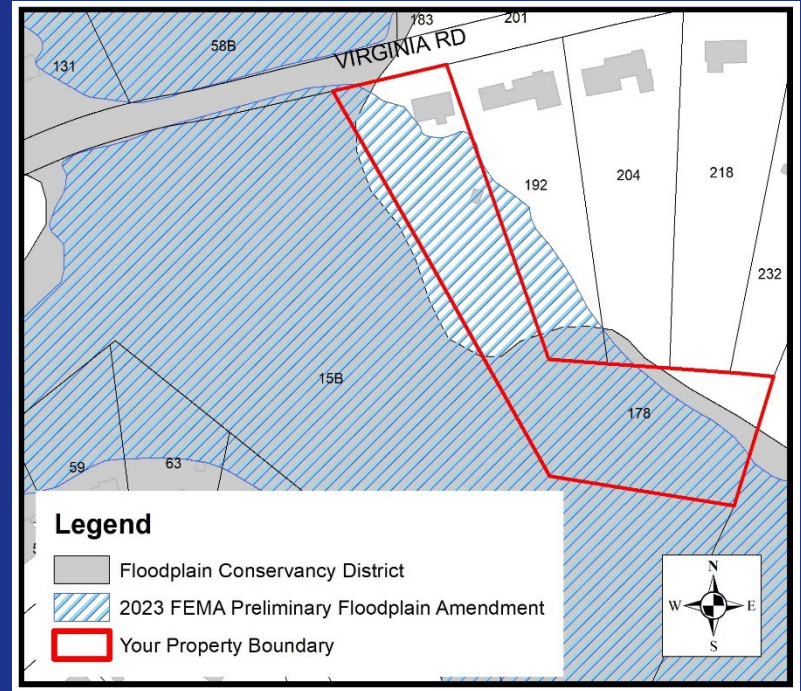 183
201
58B
VIRGINIA RD
131
192
204
218
232
15B
178
59
63
5
Legend
Floodplain Conservancy District
2023 FEMA Preliminary Floodplain Amendment
Your Property Boundary
N
W
E
S